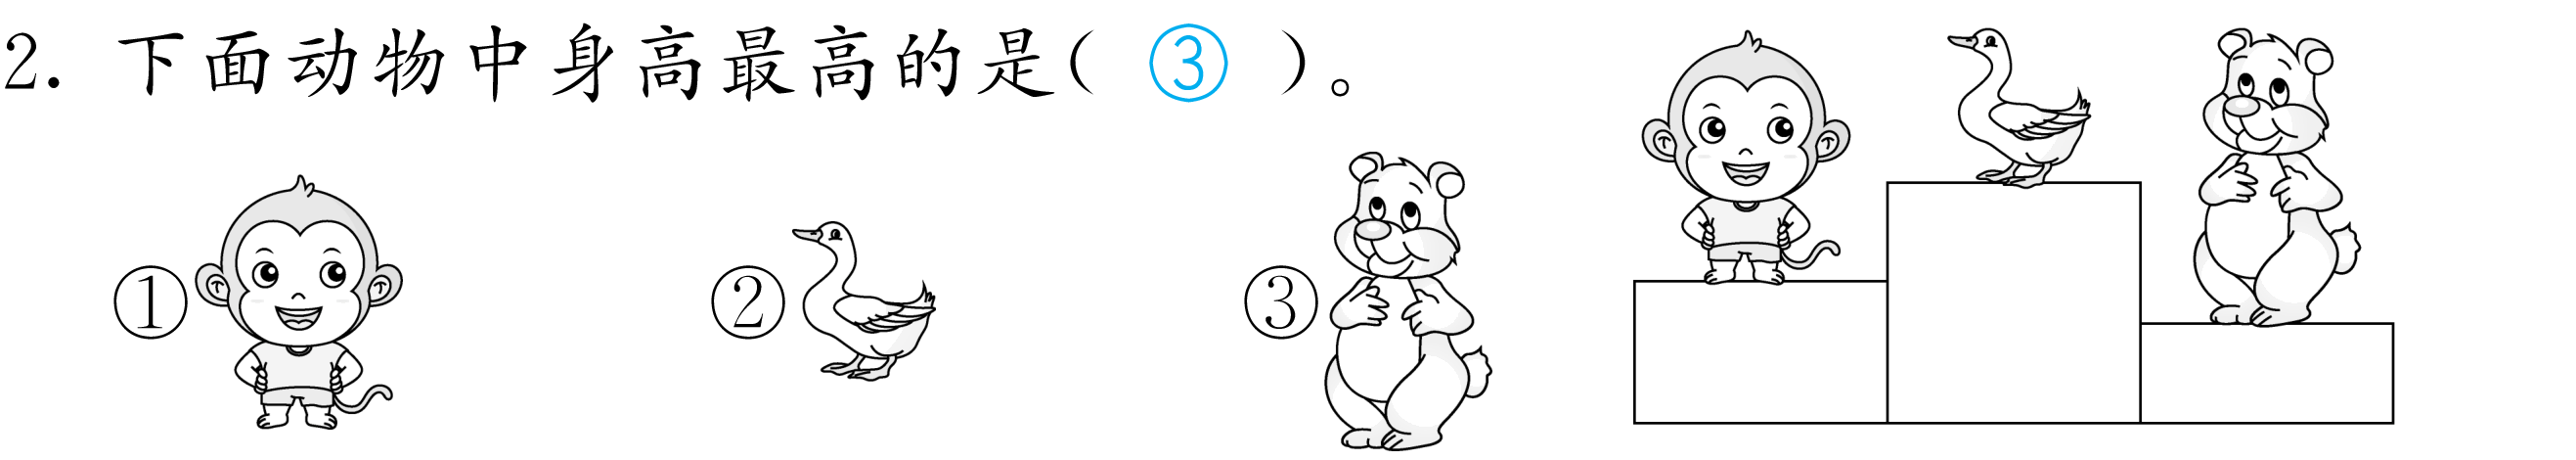 2. 下面动物中身高最高的是( ③ )。
① ② ③